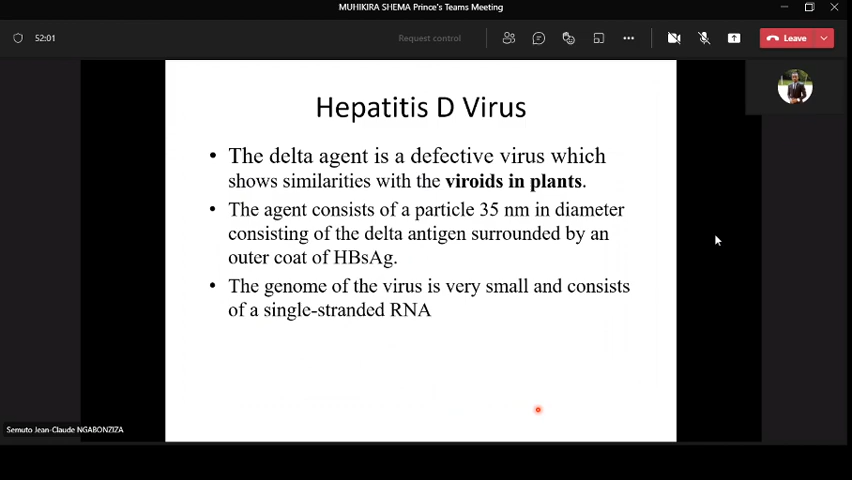 MUHIKIRA SHEMA Prince's Teams Meeting
52:01
Request control
Leave
Hepatitis D Virus
• The delta agent is a defective virus which
shows similarities with the viroids in plants.
• The agent consists of a particle 35 nm in diameter
consisting of the delta antigen surrounded by an
outer coat of HBsAg.
• The genome of the virus is very small and consists
of a single-stranded RNA
Semuto Jean-Claude NGABONZIZA